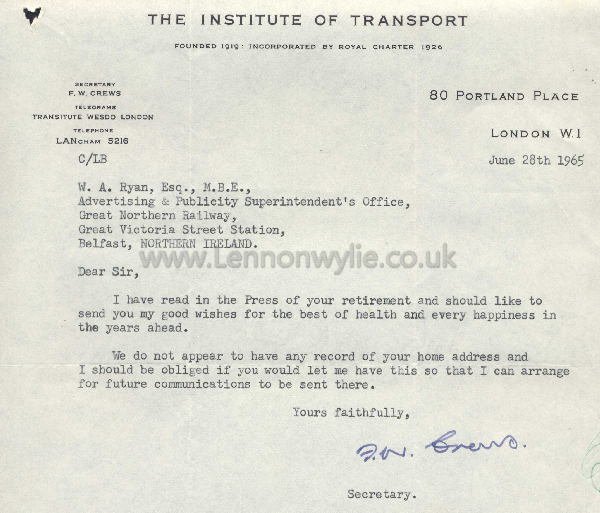 THE INSTITUTE OF TRANSPORT
FOUNDED 1919: INCORPORATED BY ROYAL CHARTER 1926
SECRETARY
F. W. CREWS
TELEGRAMS
TRANSITUTE WESDO LONDON
TELEPHONE
LANCHAM 5216
80 PORTLAND PLACE
LONDON W.1
C/LB
June 28th 1965
W. A. Ryan, Esq., M.B.E.,
Advertising & Publicity Superintendent's Office,
Great Northern Railway,
Great Victoria Street Station,
Belfast, NORTHERN IRELAND.
www.Lennonwylie.co.uk
Dear Sir,
I have read in the Press of your retirement and should like to
send you my good wishes for the best of health and every happiness in
the years ahead.
We do not appear to have any record of your home address and
I should be obliged if you would let me have this so that I can arrange
for future communications to be sent there.
Yours faithfully,
F.W. Crews.
Secretary.